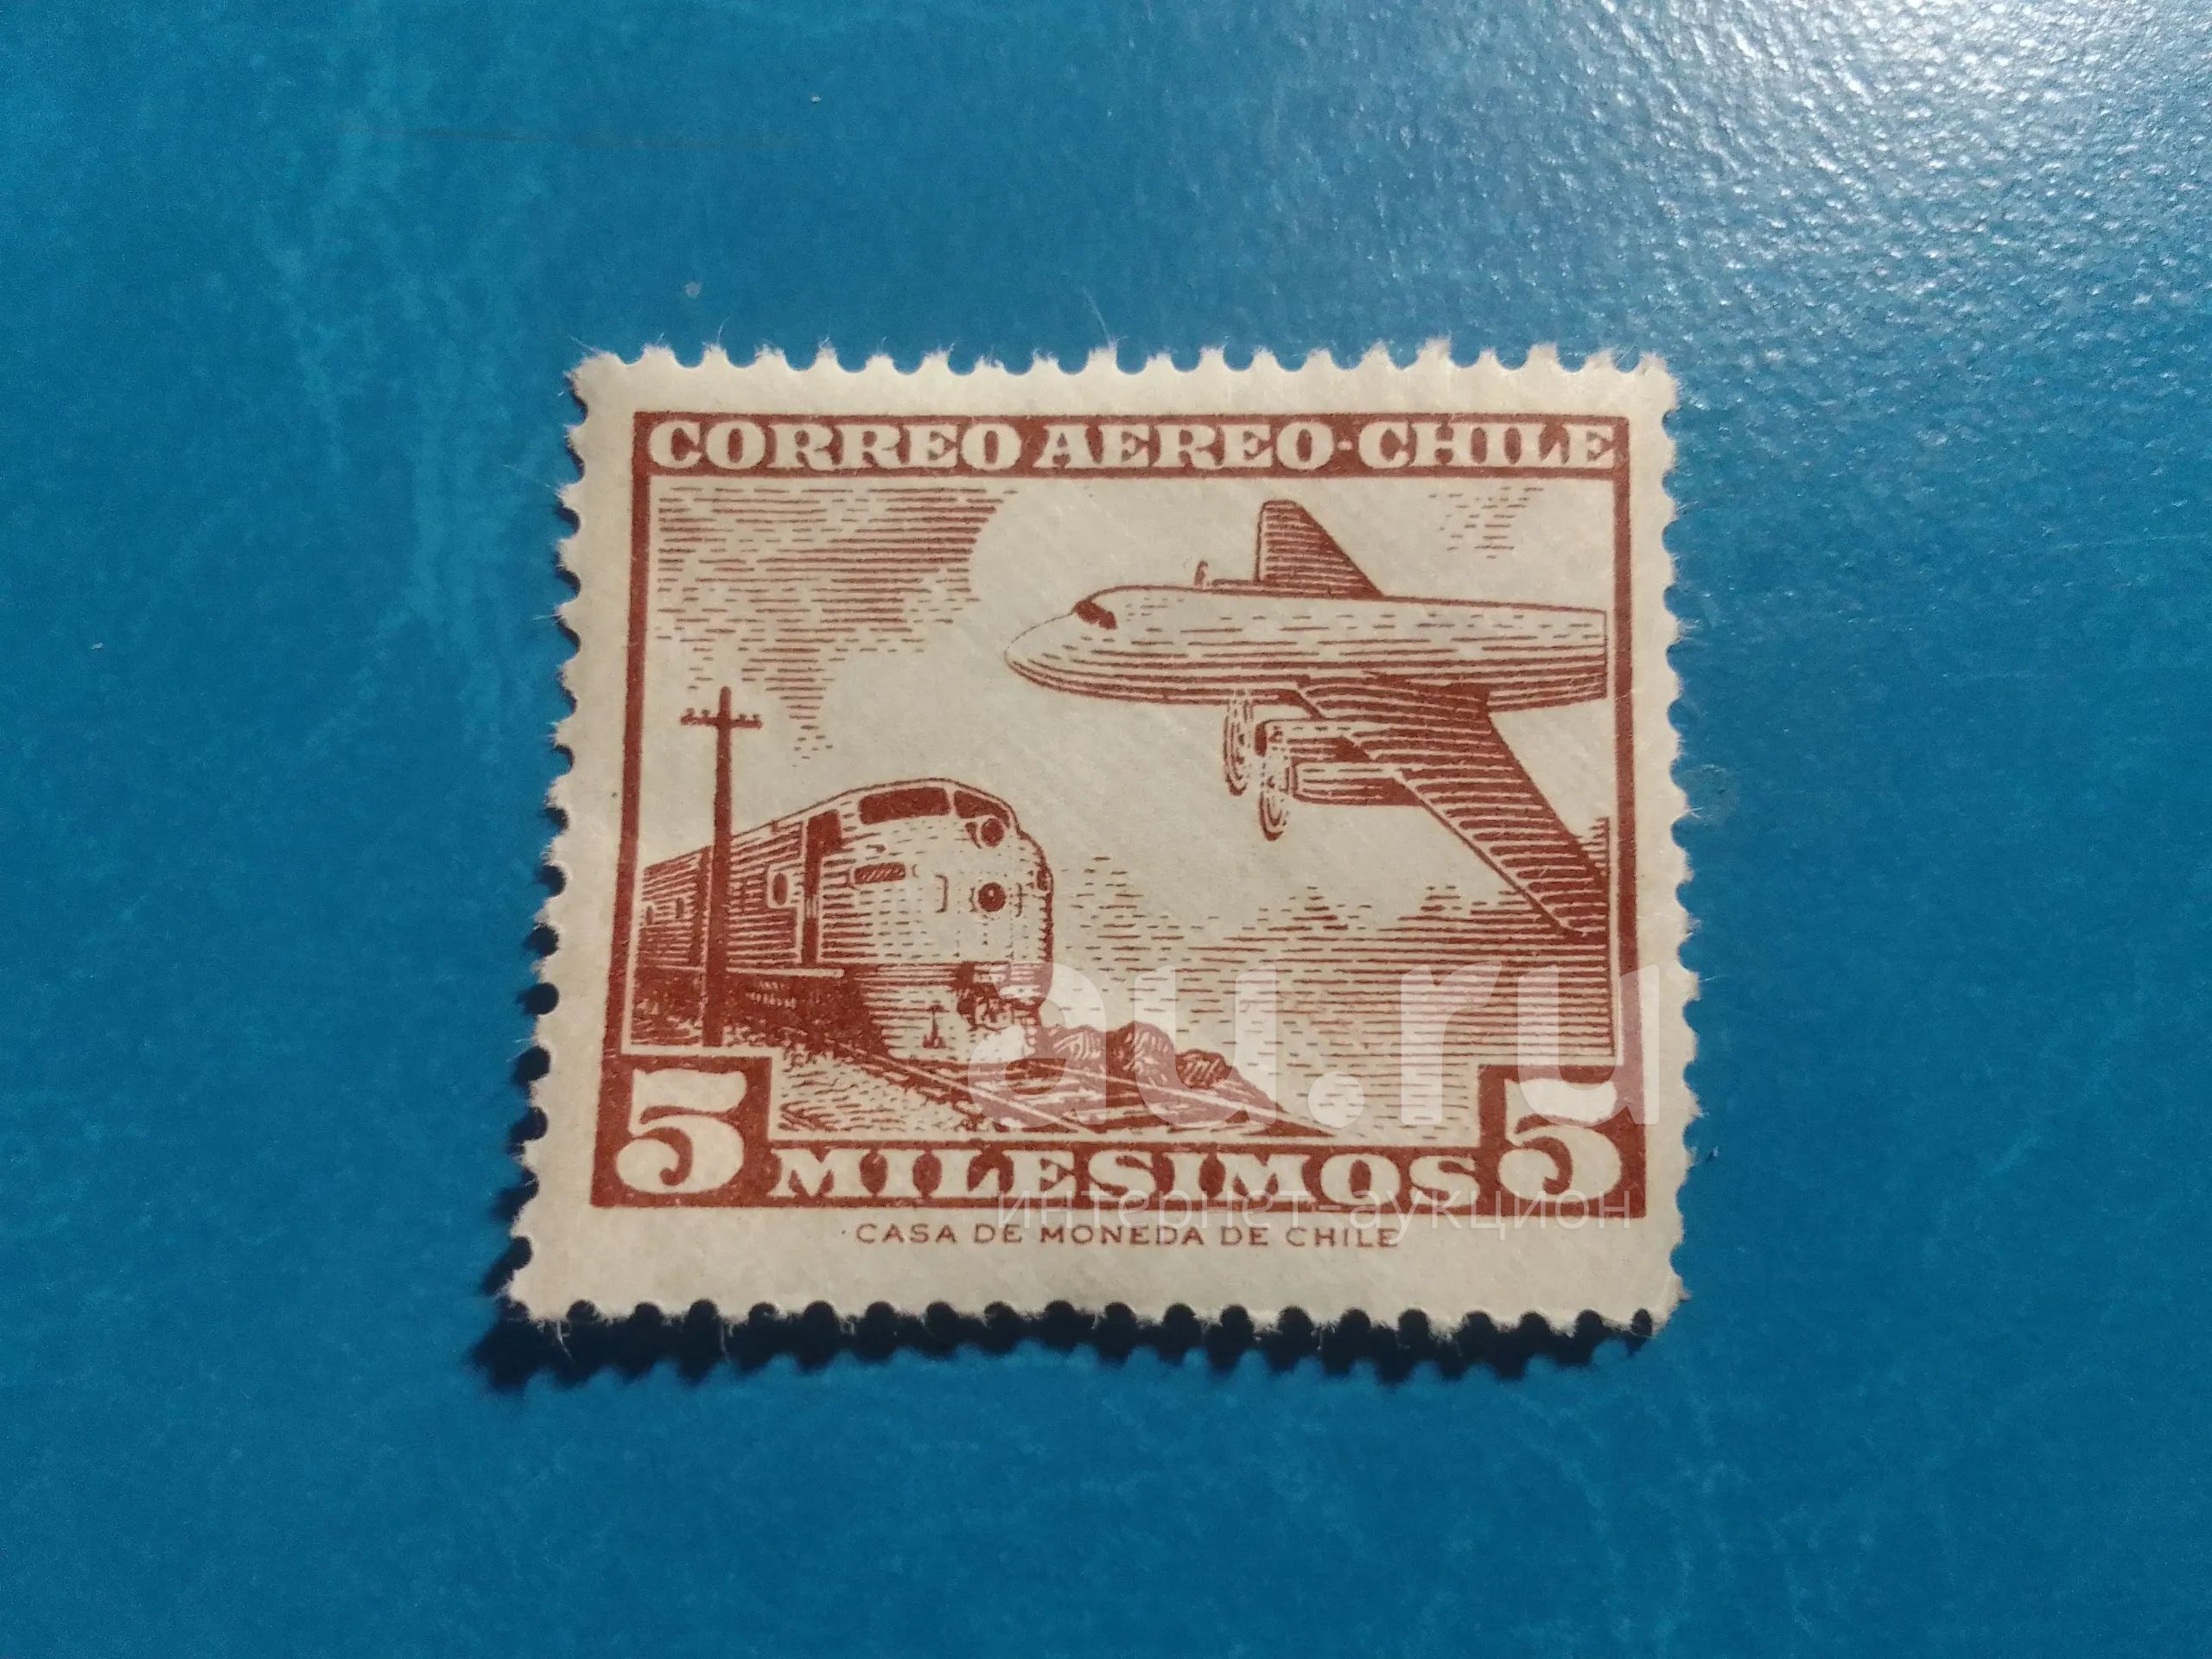 CORREO AEREO-CHILE
5 MILESIMOS 5
CASA DE MONEDA DE CHILE
au.ru
интернет аукцион